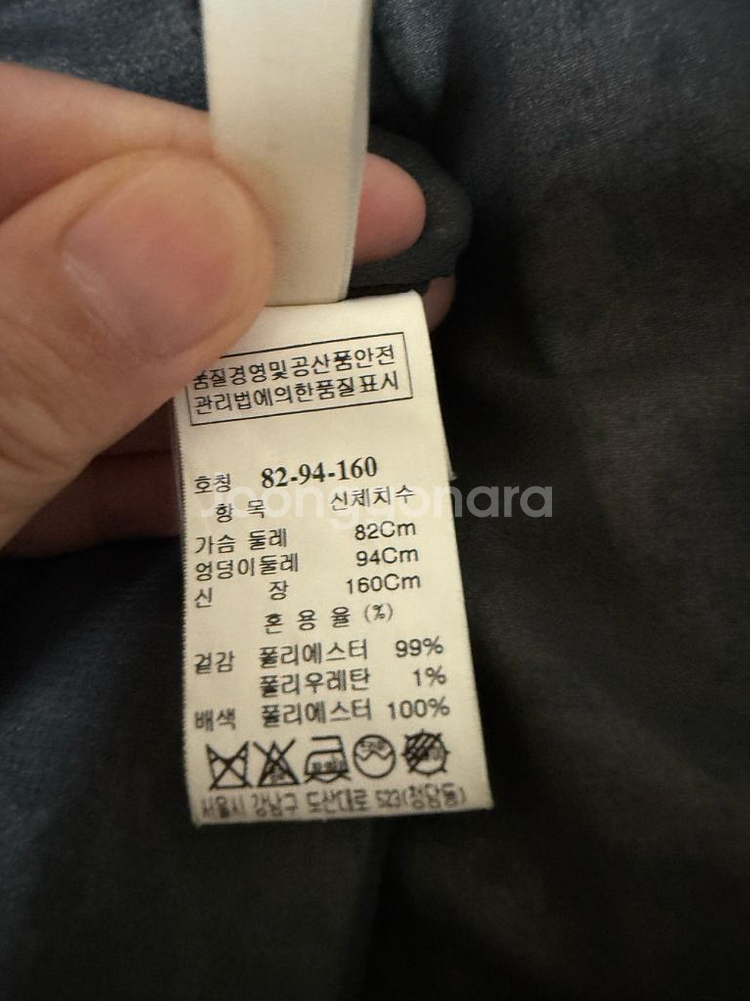 품질경영및공산품안전
관리법에의한품질표시
호칭 82-94-160
항 목 신체치수
가슴 둘레 82Cm
엉덩이둘레 94Cm
신 장 160Cm
혼 용 율 (%)
겉감 폴리에스터 99%
폴리우레탄 1%
배색 폴리에스터 100%
서울시 강남구 도산대로 523(청담동)
Joongonara